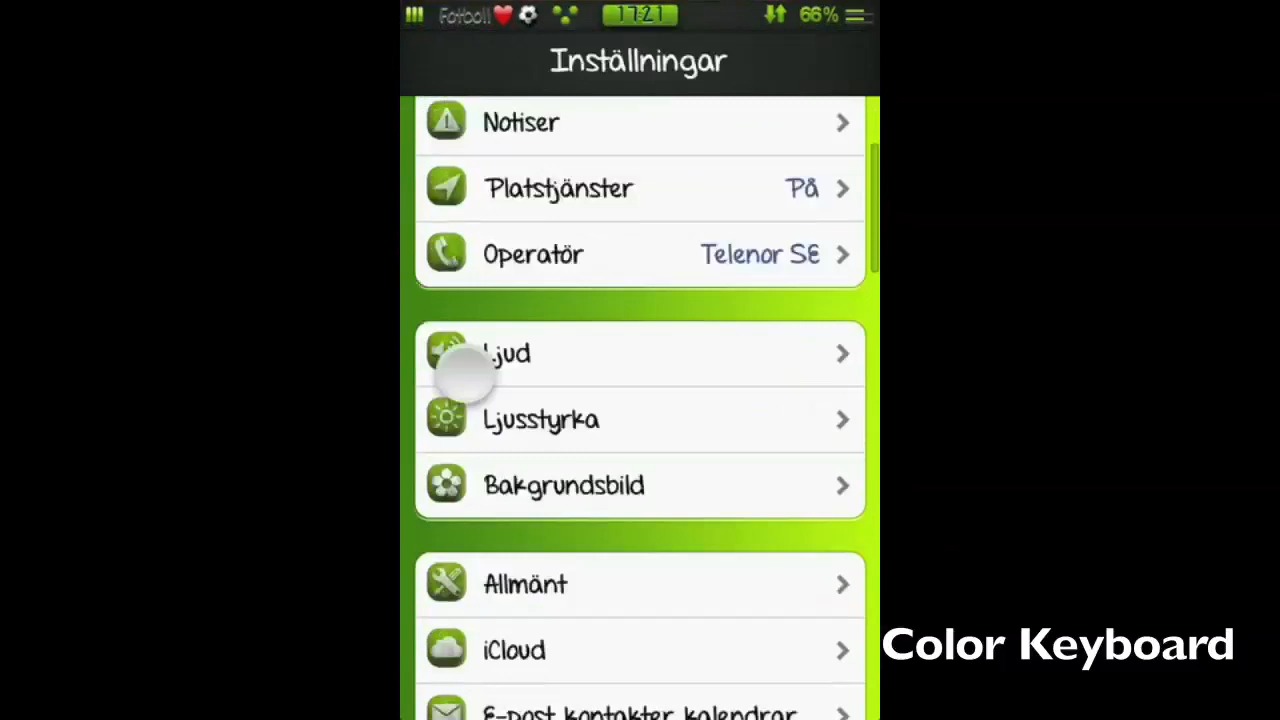 Fotboll❤️⚽ 17:21 66%
Inställningar
Notiser
Platstjänster På
Operatör Telenor SE
Ljud
Ljusstyrka
Bakgrundsbild
Allmänt
iCloud
E-post kontakter kalendrar
Color Keyboard